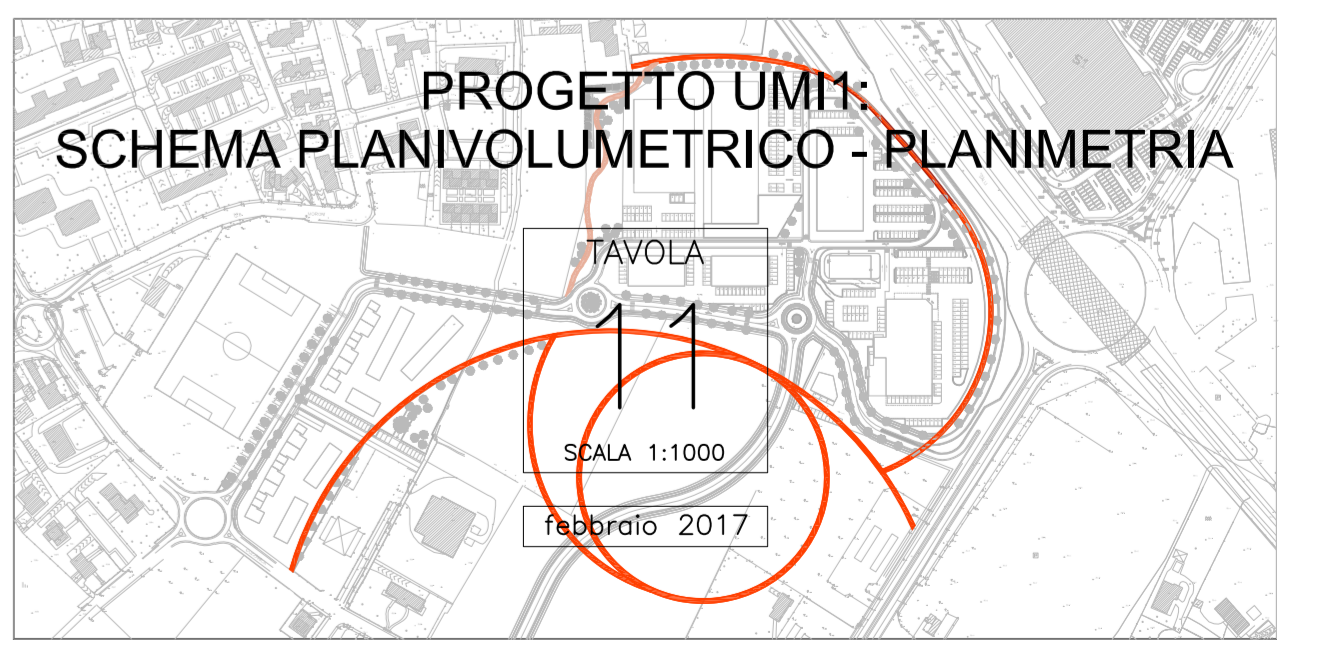 PROGETTO UMI1:
SCHEMA PLANIVOLUMETRICO - PLANIMETRIA
TAVOLA
11
SCALA 1:1000
febbraio 2017